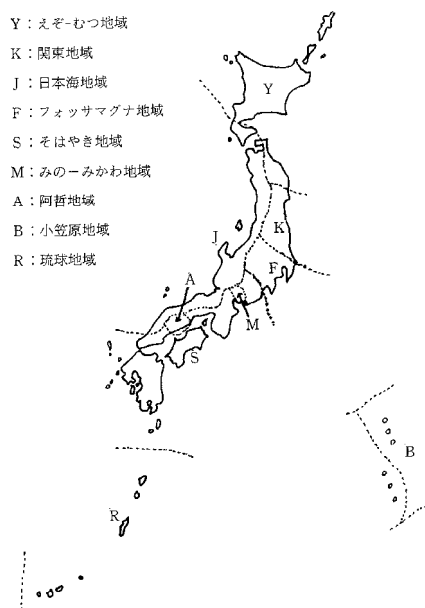 Y：えぞ−むつ地域
K：関東地域
J：日本海地域
F：フォッサマグナ地域
S：そはやき地域
M：みの−みかわ地域
A：阿哲地域
B：小笠原地域
R：琉球地域
Y
K
J
F
A
M
S
B
R